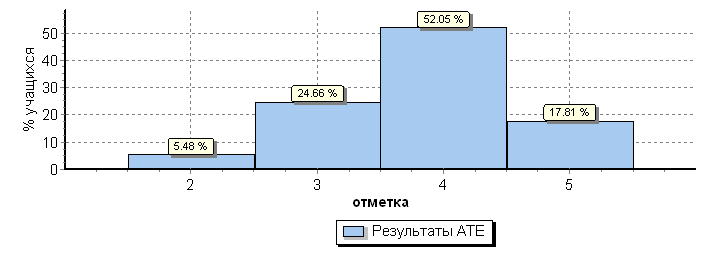 % учащихся
50
40
30
20
10
0
5.48 %
24.66 %
52.05 %
17.81 %
2 3 4 5
отметка
Результаты АТЕ